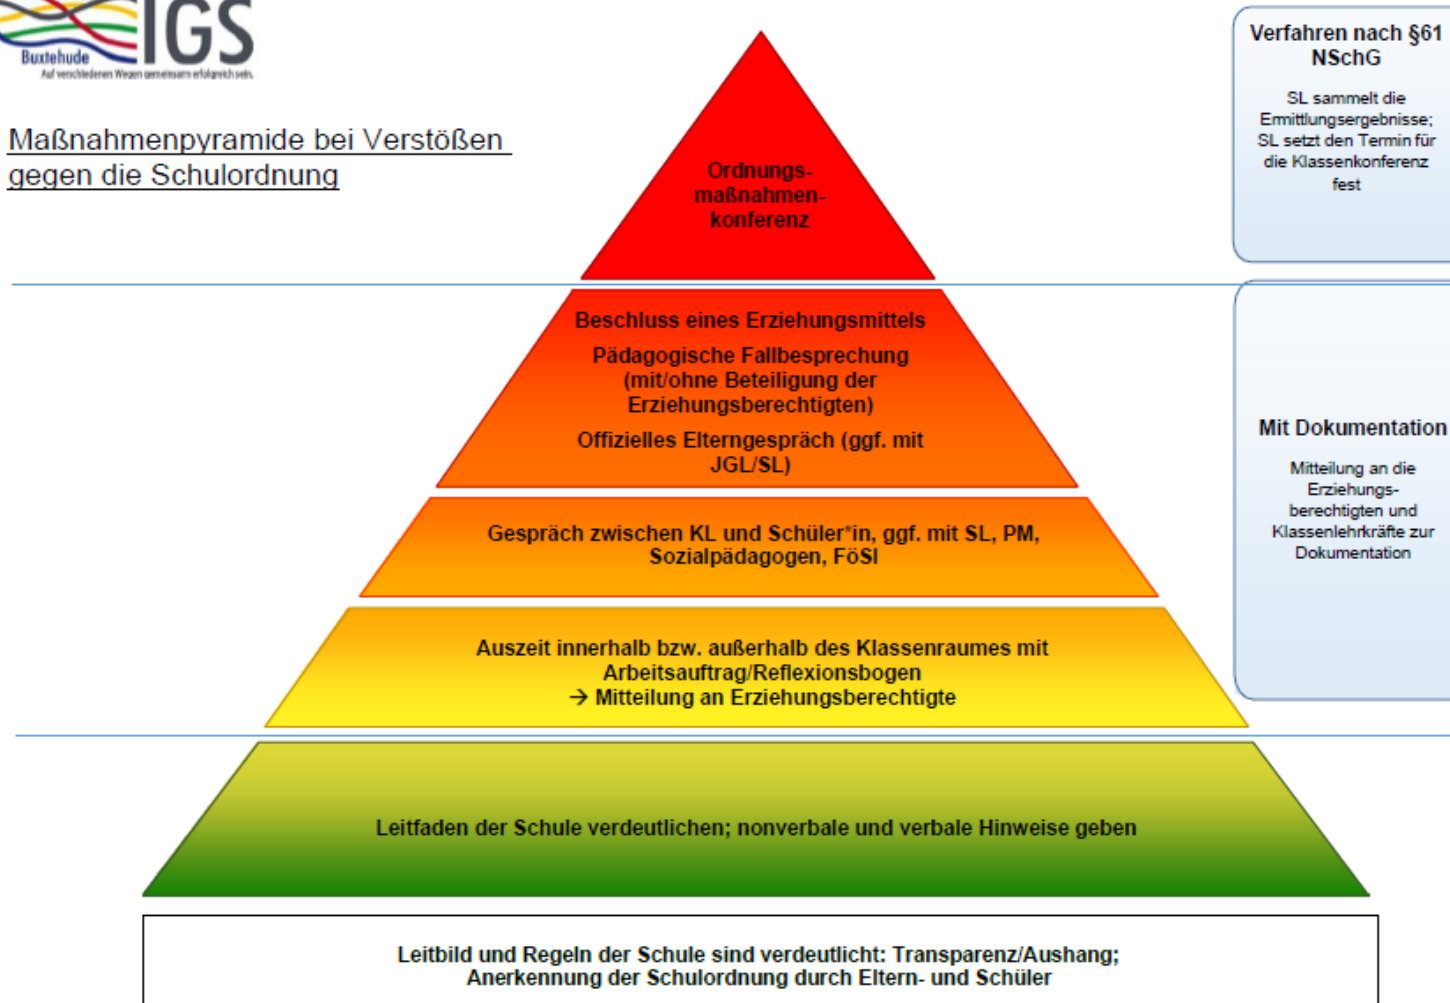 IGS
Buxtehude
Auf verschiedenen Wegen gemeinsam erfolgreich sein.
Maßnahmenpyramide bei Verstößen
gegen die Schulordnung
Ordnungs-
maßnahmen-
konferenz
Verfahren nach §61
NSchG
SL sammelt die
Ermittlungsergebnisse;
SL setzt den Termin für
die Klassenkonferenz
fest
Beschluss eines Erziehungsmittels
Pädagogische Fallbesprechung
(mit/ohne Beteiligung der
Erziehungsberechtigten)
Offizielles Elterngespräch (ggf. mit
JGL/SL)
Mit Dokumentation
Mitteilung an die
Erziehungs-
berechtigten und
Klassenlehrkräfte zur
Dokumentation
Gespräch zwischen KL und Schüler*in, ggf. mit SL, PM,
Sozialpädagogen, FöSl
Auszeit innerhalb bzw. außerhalb des Klassenraumes mit
Arbeitsauftrag/Reflexionsbogen
→ Mitteilung an Erziehungsberechtigte
Leitfaden der Schule verdeutlichen; nonverbale und verbale Hinweise geben
Leitbild und Regeln der Schule sind verdeutlicht: Transparenz/Aushang;
Anerkennung der Schulordnung durch Eltern- und Schüler